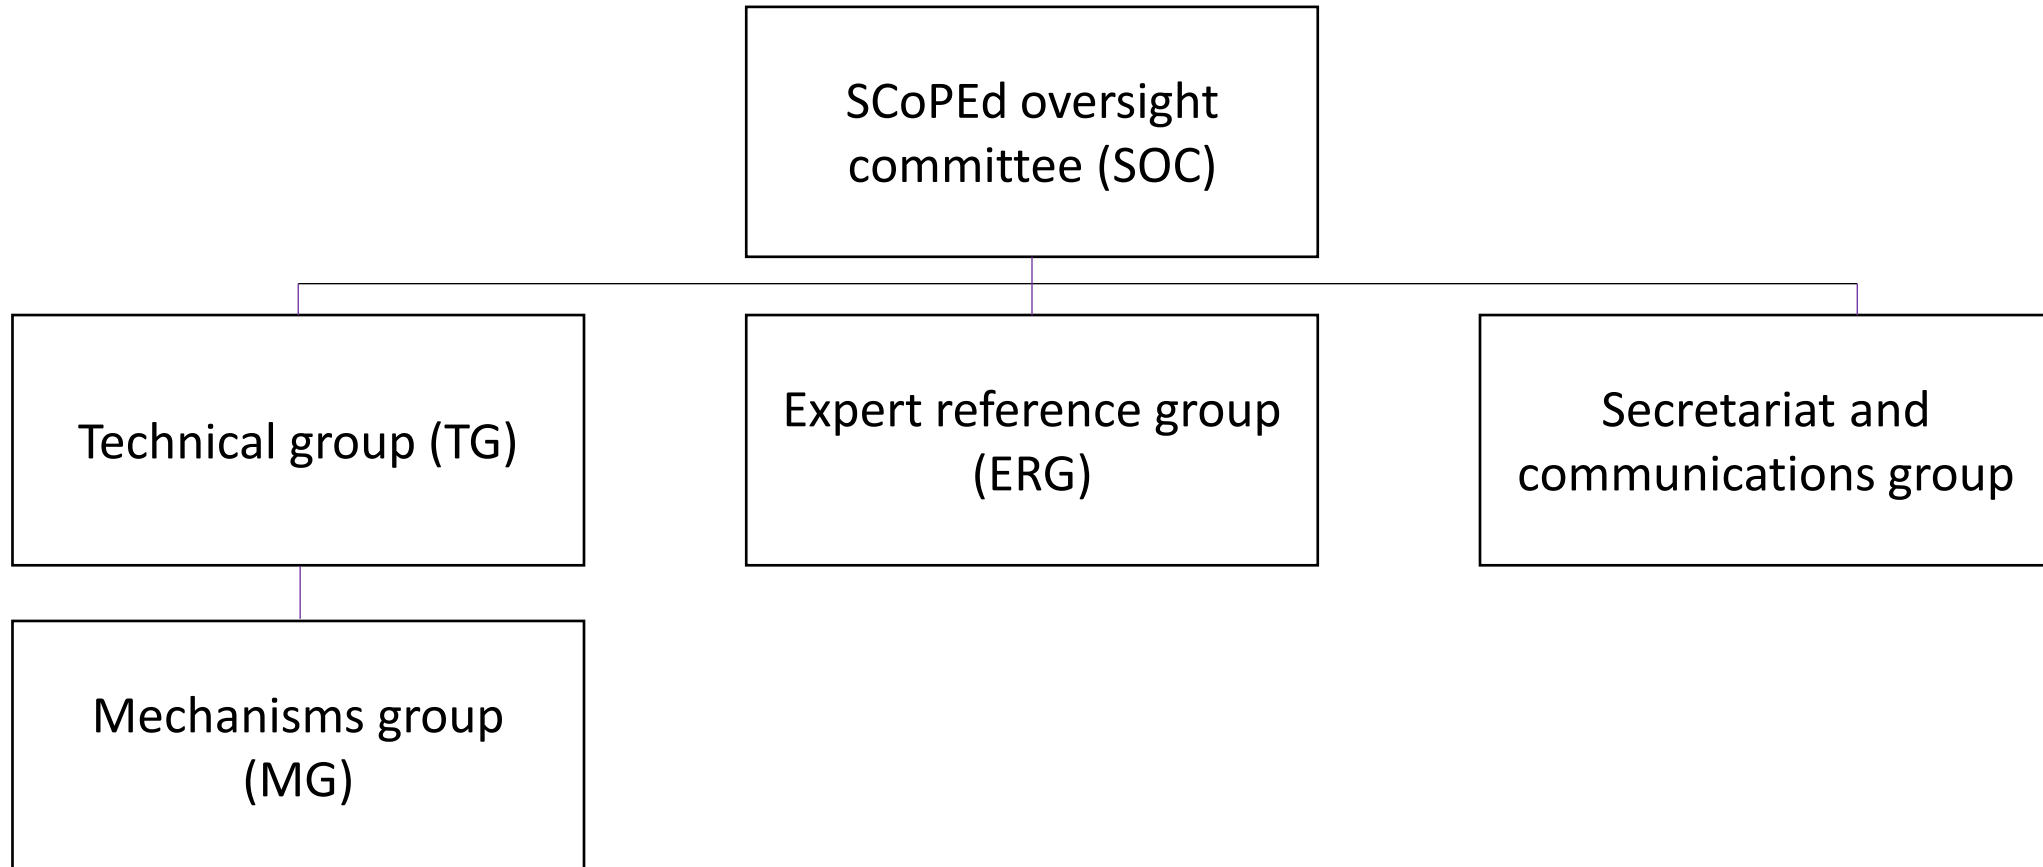 SCoPEd oversight
committee (SOC)
Technical group (TG)
Expert reference group
(ERG)
Secretariat and
communications group
Mechanisms group
(MG)